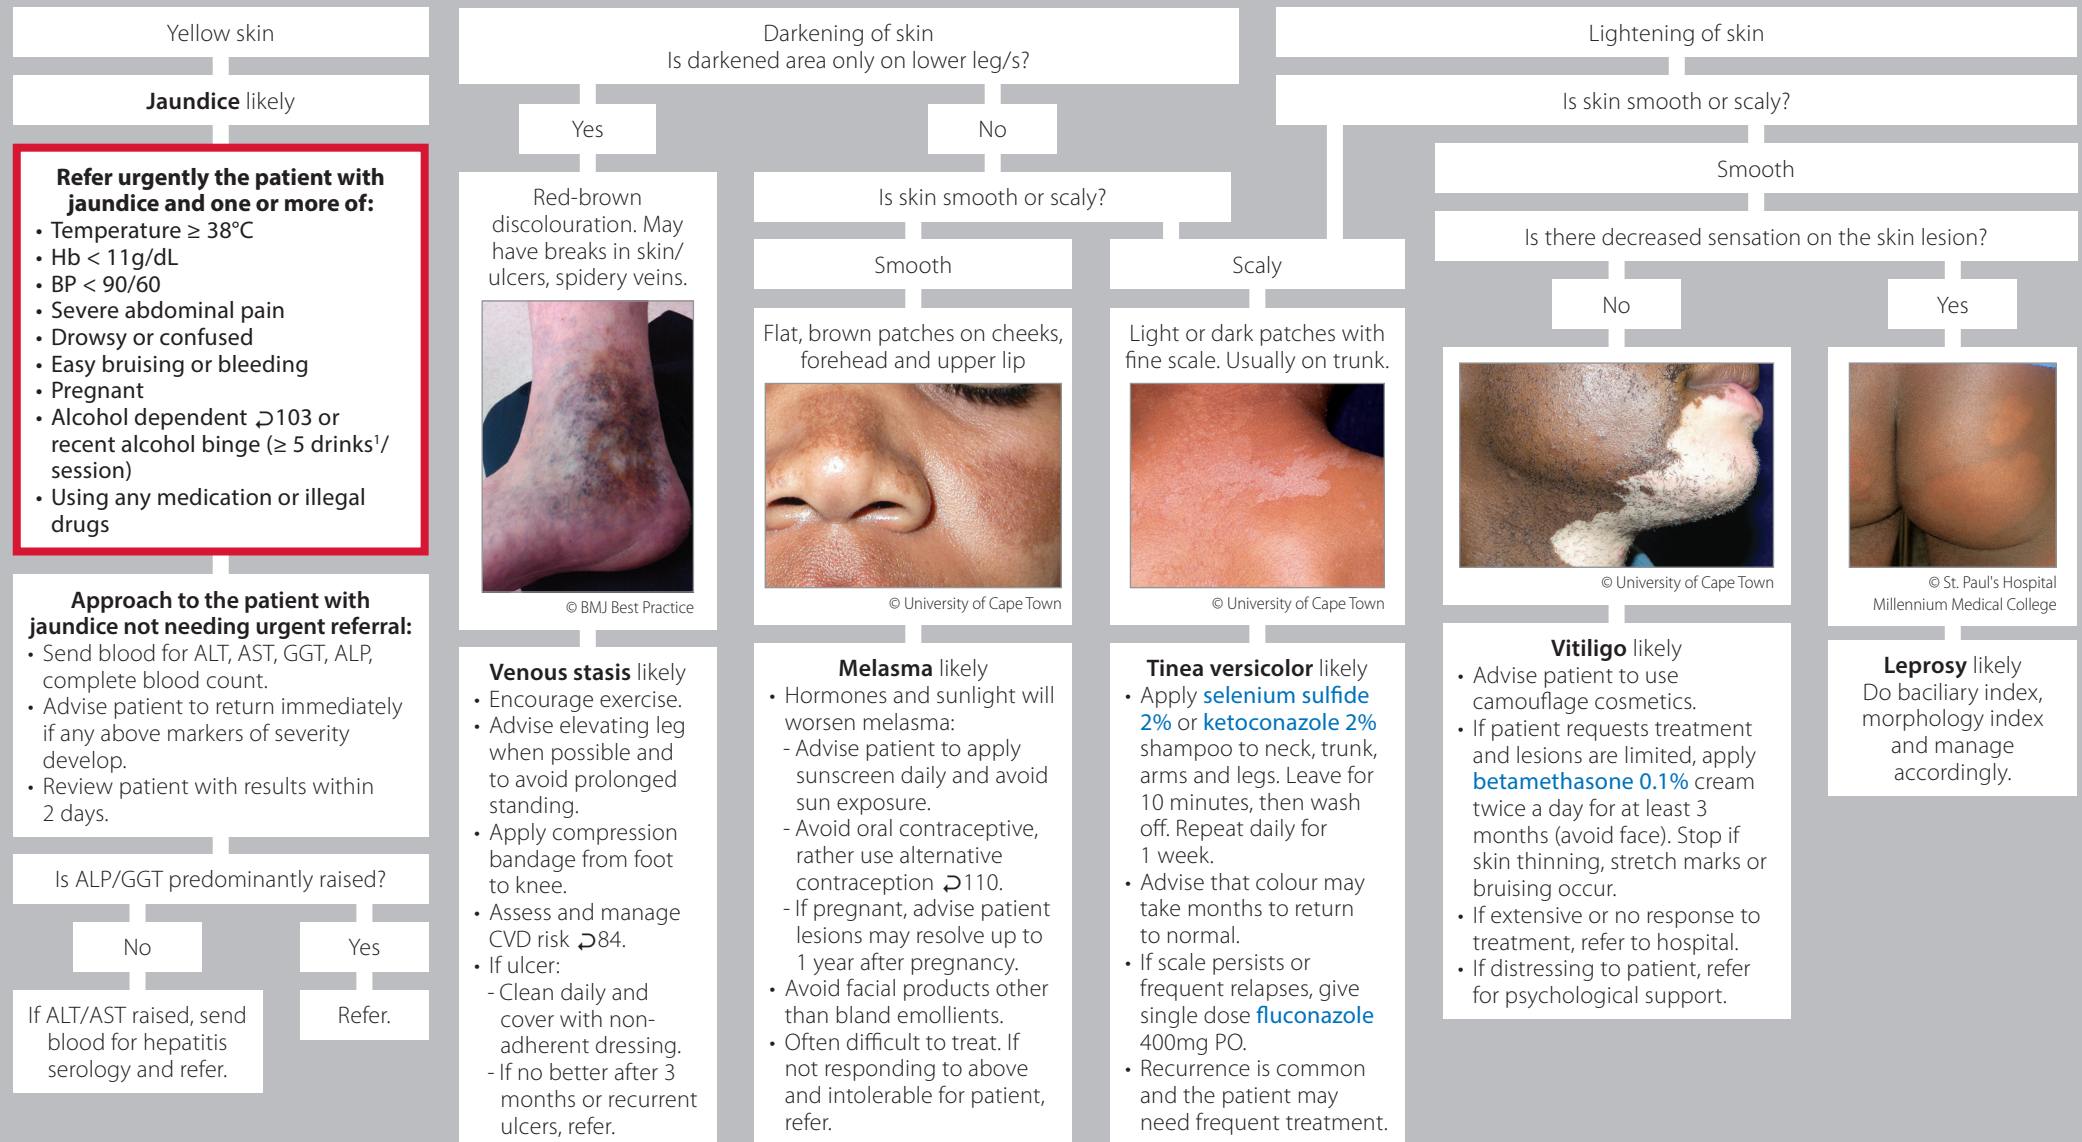 Yellow skin
Jaundice likely
Refer urgently the patient with
jaundice and one or more of:
• Temperature ≥ 38°C
• Hb < 11g/dL
• BP < 90/60
• Severe abdominal pain
• Drowsy or confused
• Easy bruising or bleeding
• Pregnant
• Alcohol dependent ⮌103 or
recent alcohol binge (≥ 5 drinks¹/
session)
• Using any medication or illegal
drugs
Approach to the patient with
jaundice not needing urgent referral:
• Send blood for ALT, AST, GGT, ALP,
complete blood count.
• Advise patient to return immediately
if any above markers of severity
develop.
• Review patient with results within
2 days.
Is ALP/GGT predominantly raised?
No
If ALT/AST raised, send
blood for hepatitis
serology and refer.
Yes
Refer.
Darkening of skin
Is darkened area only on lower leg/s?
Yes
Red-brown
discolouration. May
have breaks in skin/
ulcers, spidery veins.
© BMJ Best Practice
Venous stasis likely
• Encourage exercise.
• Advise elevating leg
when possible and
to avoid prolonged
standing.
• Apply compression
bandage from foot
to knee.
• Assess and manage
CVD risk ⮌84.
• If ulcer:
- Clean daily and
cover with non-
adherent dressing.
- If no better after 3
months or recurrent
ulcers, refer.
No
Is skin smooth or scaly?
Smooth
Flat, brown patches on cheeks,
forehead and upper lip
© University of Cape Town
Melasma likely
• Hormones and sunlight will
worsen melasma:
- Advise patient to apply
sunscreen daily and avoid
sun exposure.
- Avoid oral contraceptive,
rather use alternative
contraception ⮌110.
- If pregnant, advise patient
lesions may resolve up to
1 year after pregnancy.
• Avoid facial products other
than bland emollients.
• Often difficult to treat. If
not responding to above
and intolerable for patient,
refer.
Scaly
Light or dark patches with
fine scale. Usually on trunk.
© University of Cape Town
Tinea versicolor likely
• Apply selenium sulfide
2% or ketoconazole 2%
shampoo to neck, trunk,
arms and legs. Leave for
10 minutes, then wash
off. Repeat daily for
1 week.
• Advise that colour may
take months to return
to normal.
• If scale persists or
frequent relapses, give
single dose fluconazole
400mg PO.
• Recurrence is common
and the patient may
need frequent treatment.
Lightening of skin
Is skin smooth or scaly?
Smooth
Is there decreased sensation on the skin lesion?
No
© University of Cape Town
Vitiligo likely
• Advise patient to use
camouflage cosmetics.
• If patient requests treatment
and lesions are limited, apply
betamethasone 0.1% cream
twice a day for at least 3
months (avoid face). Stop if
skin thinning, stretch marks or
bruising occur.
• If extensive or no response to
treatment, refer to hospital.
• If distressing to patient, refer
for psychological support.
Yes
© St. Paul's Hospital
Millennium Medical College
Leprosy likely
Do baciliary index,
morphology index
and manage
accordingly.